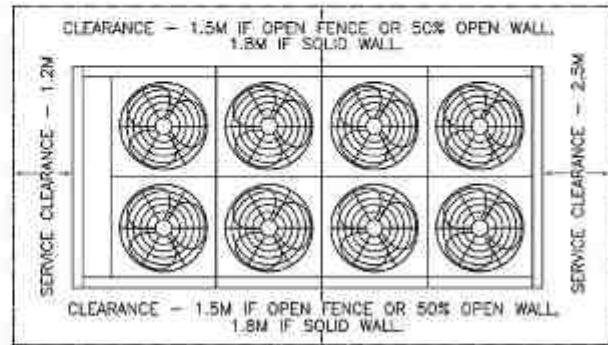 CLEARANCE – 1.5M IF OPEN FENCE OR 50% OPEN WALL,
1.8M IF SOLID WALL.
SERVICE CLEARANCE – 1.2M
SERVICE CLEARANCE – 2.5M
CLEARANCE – 1.5M IF OPEN FENCE OR 50% OPEN WALL,
1.8M IF SOLID WALL.